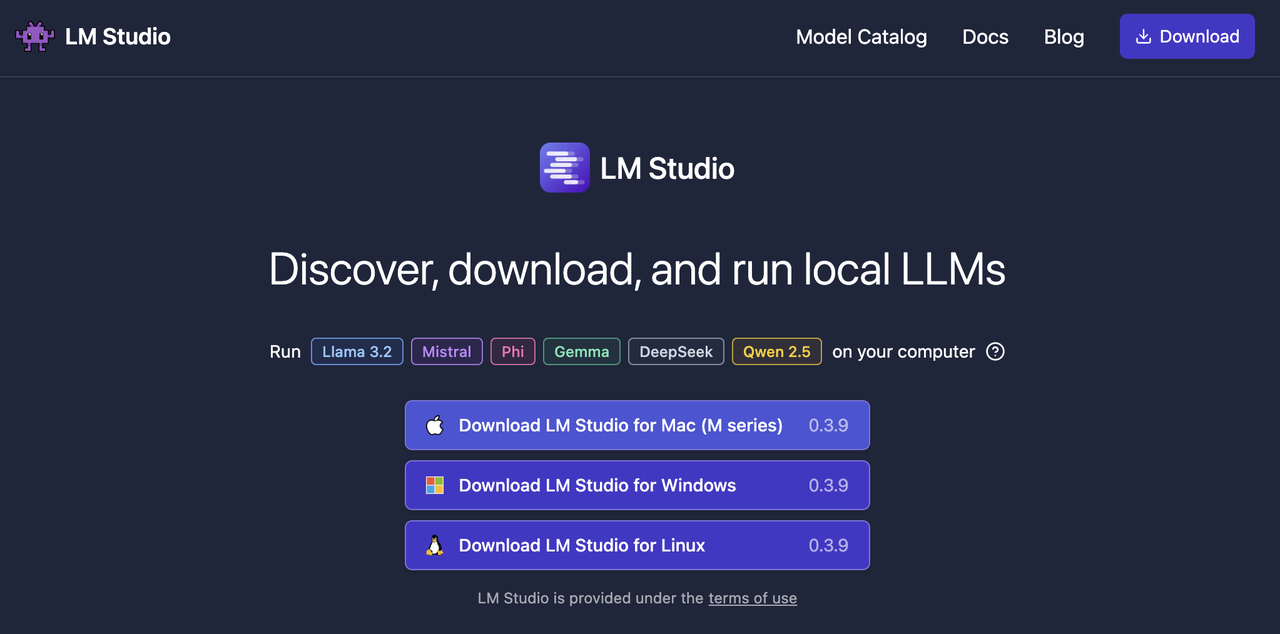 LM Studio Model Catalog Docs Blog Download
LM Studio
Discover, download, and run local LLMs
Run Llama 3.2 Mistral Phi Gemma DeepSeek Qwen 2.5 on your computer ?
Download LM Studio for Mac (M series) 0.3.9
Download LM Studio for Windows 0.3.9
Download LM Studio for Linux 0.3.9
LM Studio is provided under the terms of use